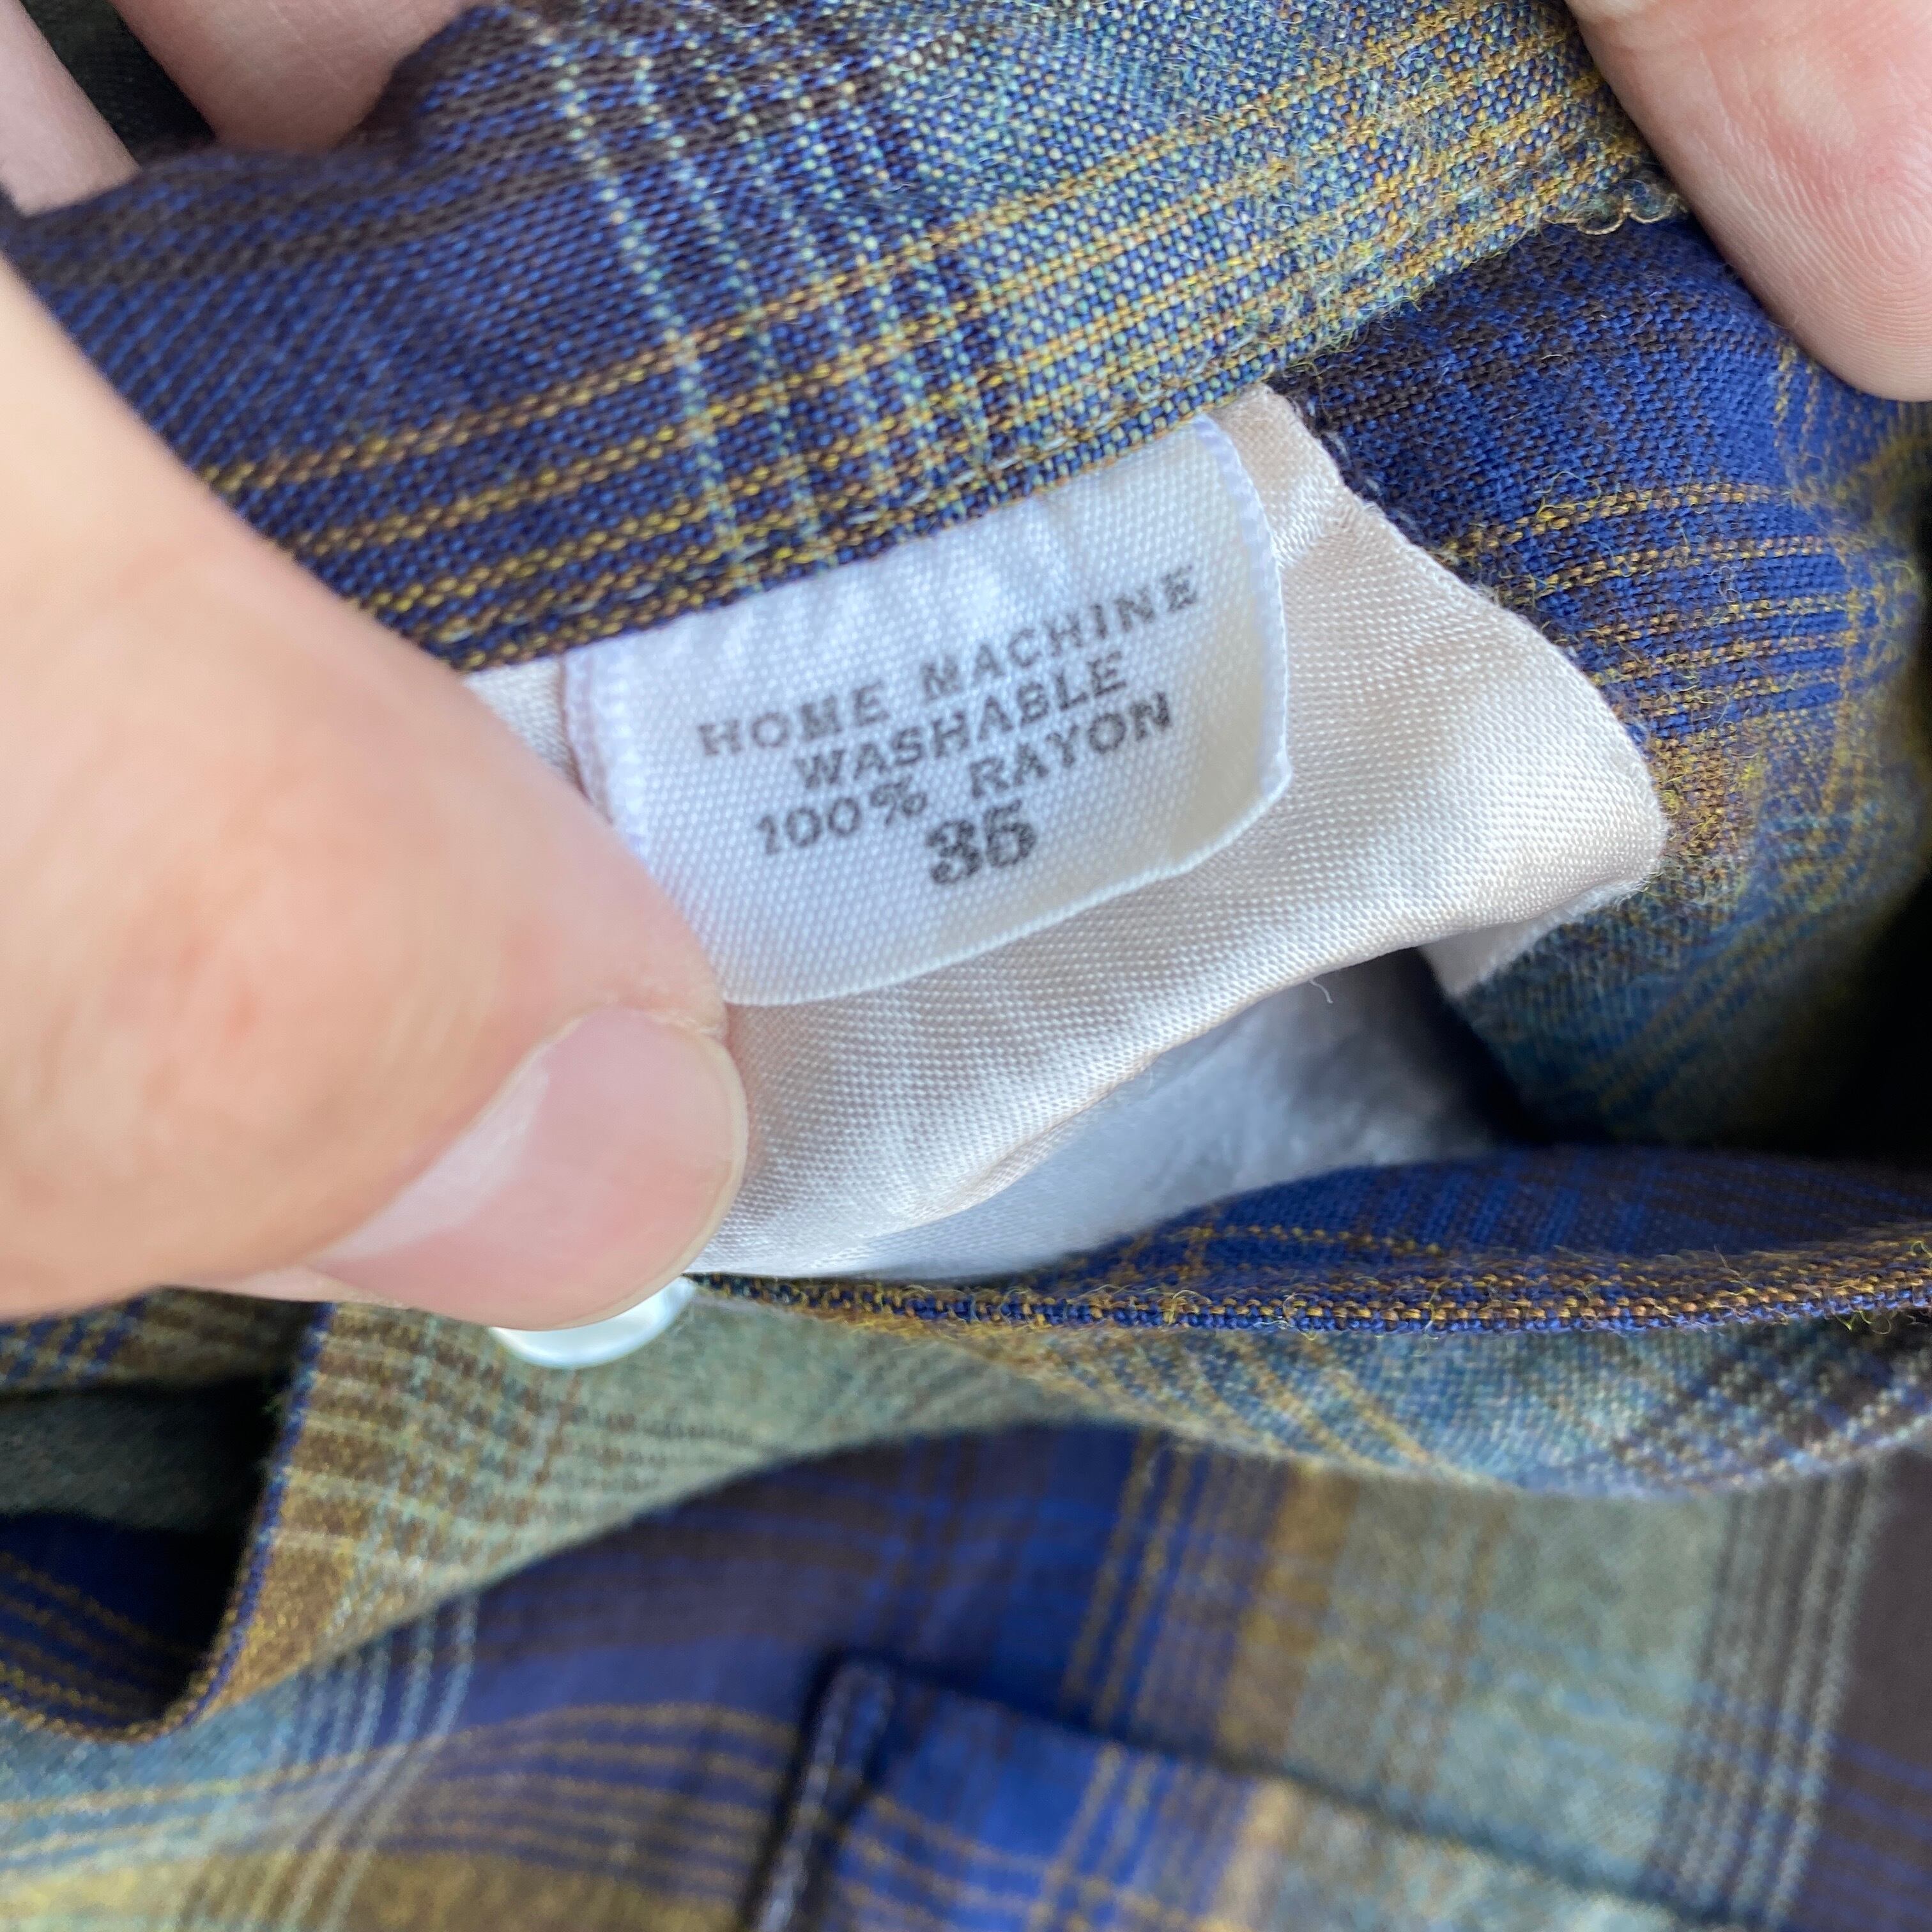 HOME MACHINE
WASHABLE
100% RAYON
35